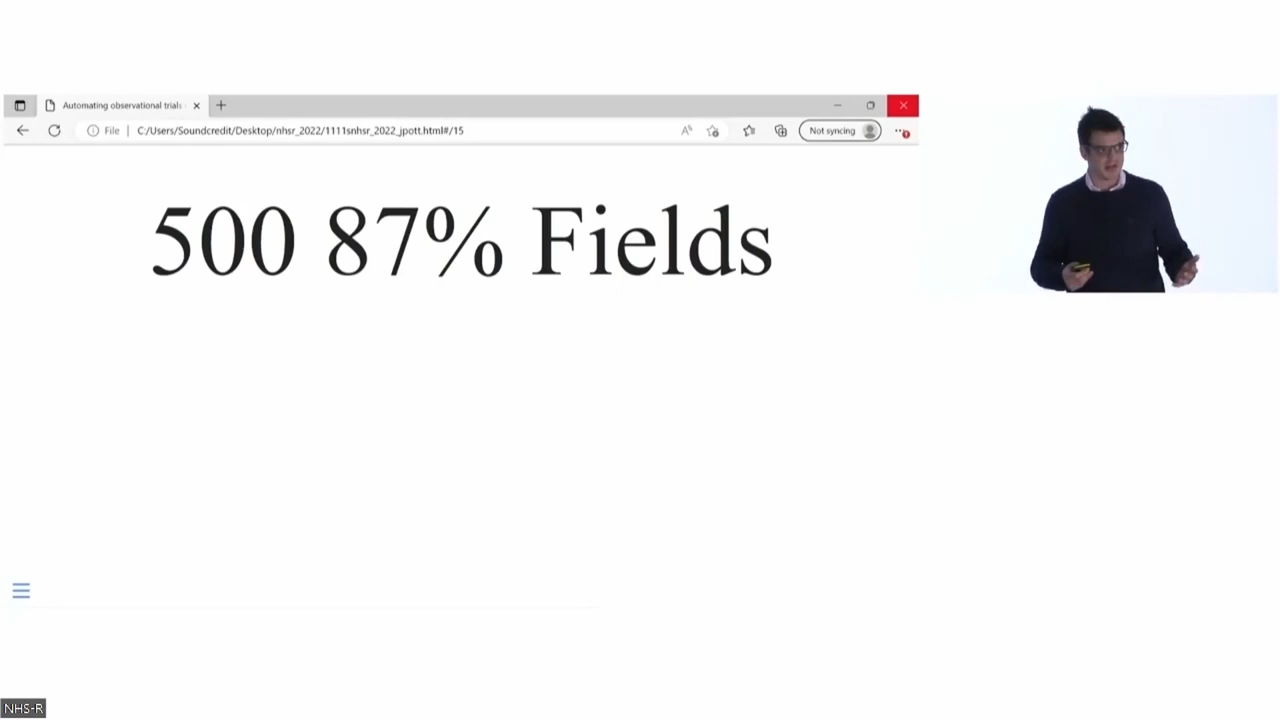 Automating observational trials
File C:/Users/Soundcredit/Desktop/nhsr_2022/1111snhsr_2022_jpott.html#/15
Not syncing
500 87% Fields
NHS-R